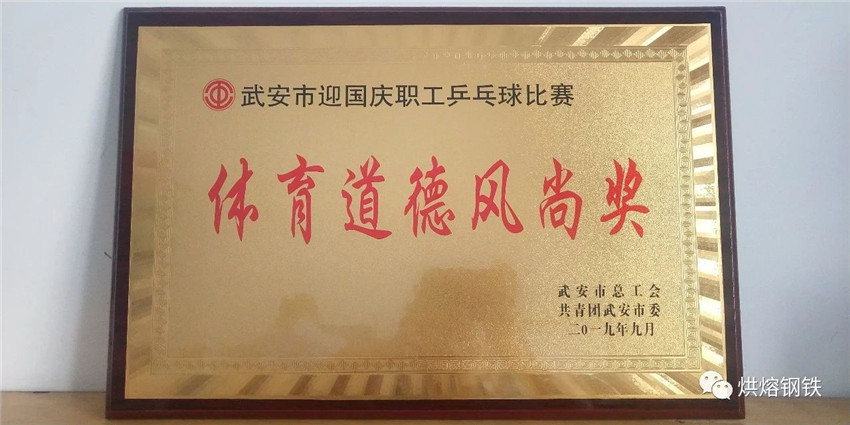 武安市迎国庆职工乒乓球比赛
体育道德风尚奖
武安市总工会
共青团武安市委
二0一九年九月
烘熔钢铁